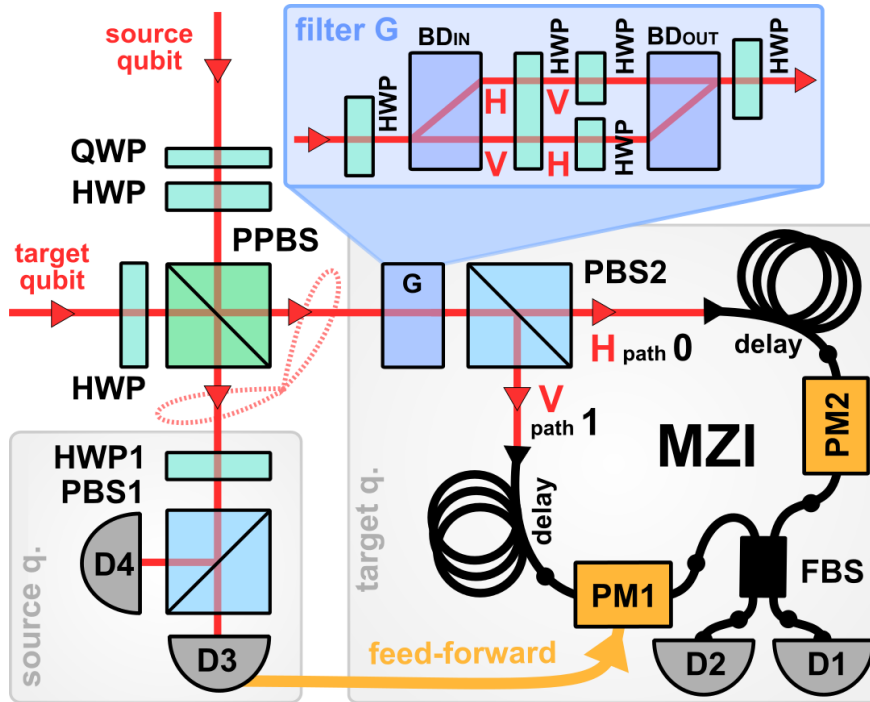 source
qubit
filter G
BDIN
BDOUT
HWP
HWP
HWP
HWP
HWP
H
V
V
H
QWP
HWP
target
qubit
PPBS
HWP
G
PBS2
H path 0
delay
V
path 1
delay
MZI
PM2
PM1
FBS
D2
D1
target q.
HWP1
PBS1
D4
D3
source q.
feed-forward